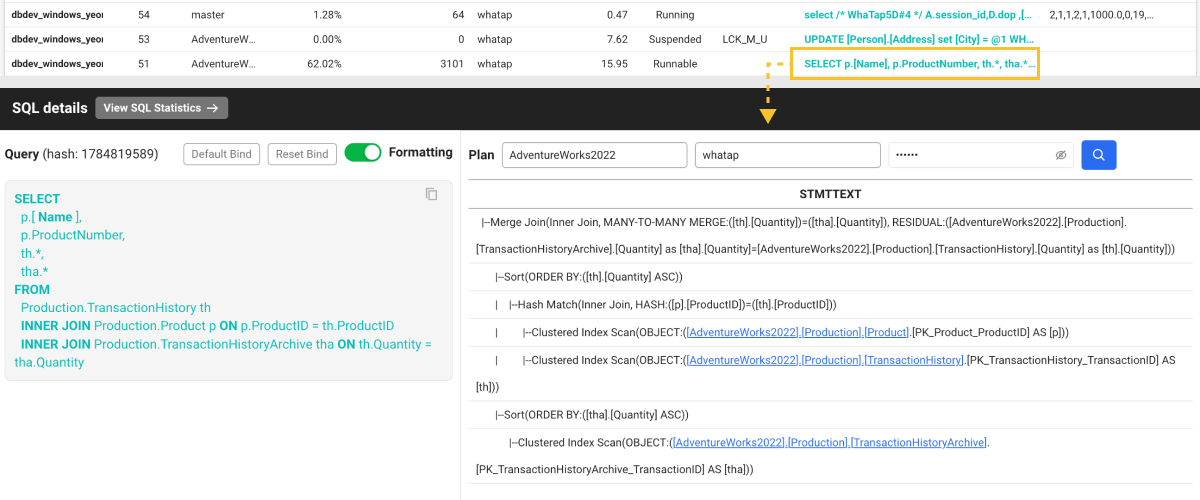 dbdev_windows_yeon 54 master 1.28% 64 whatap 0.47 Running select /* WhaTap5D#4 */ A.session_id,D.dop ,[... 2,1,1,2,1,1000.0,0,19,...
dbdev_windows_yeon 53 AdventureW... 0.00% 0 whatap 7.62 Suspended LCK_M_U UPDATE [Person].[Address] set [City] = @1 WH...
dbdev_windows_yeon 51 AdventureW... 62.02% 3101 whatap 15.95 Runnable SELECT p.[Name], p.ProductNumber, th.*, tha.*...
SQL details View SQL Statistics →
Query (hash: 1784819589) Default Bind Reset Bind Formatting
SELECT
p.[ Name ],
p.ProductNumber,
th.*,
tha.*
FROM
Production.TransactionHistory th
INNER JOIN Production.Product p ON p.ProductID = th.ProductID
INNER JOIN Production.TransactionHistoryArchive tha ON th.Quantity =
tha.Quantity
Plan AdventureWorks2022 whatap ••••••
STMTTEXT
|--Merge Join(Inner Join, MANY-TO-MANY MERGE:([th].[Quantity])=([tha].[Quantity]), RESIDUAL:([AdventureWorks2022].[Production].
[TransactionHistoryArchive].[Quantity] as [tha].[Quantity]=[AdventureWorks2022].[Production].[TransactionHistory].[Quantity] as [th].[Quantity]))
|--Sort(ORDER BY:([th].[Quantity] ASC))
| |--Hash Match(Inner Join, HASH:([p].[ProductID])=([th].[ProductID]))
| |--Clustered Index Scan(OBJECT:([AdventureWorks2022].[Production].[Product].[PK_Product_ProductID] AS [p]))
| |--Clustered Index Scan(OBJECT:([AdventureWorks2022].[Production].[TransactionHistory].[PK_TransactionHistory_TransactionID] AS
[th]))
|--Sort(ORDER BY:([tha].[Quantity] ASC))
|--Clustered Index Scan(OBJECT:([AdventureWorks2022].[Production].[TransactionHistoryArchive].
[PK_TransactionHistoryArchive_TransactionID] AS [tha]))